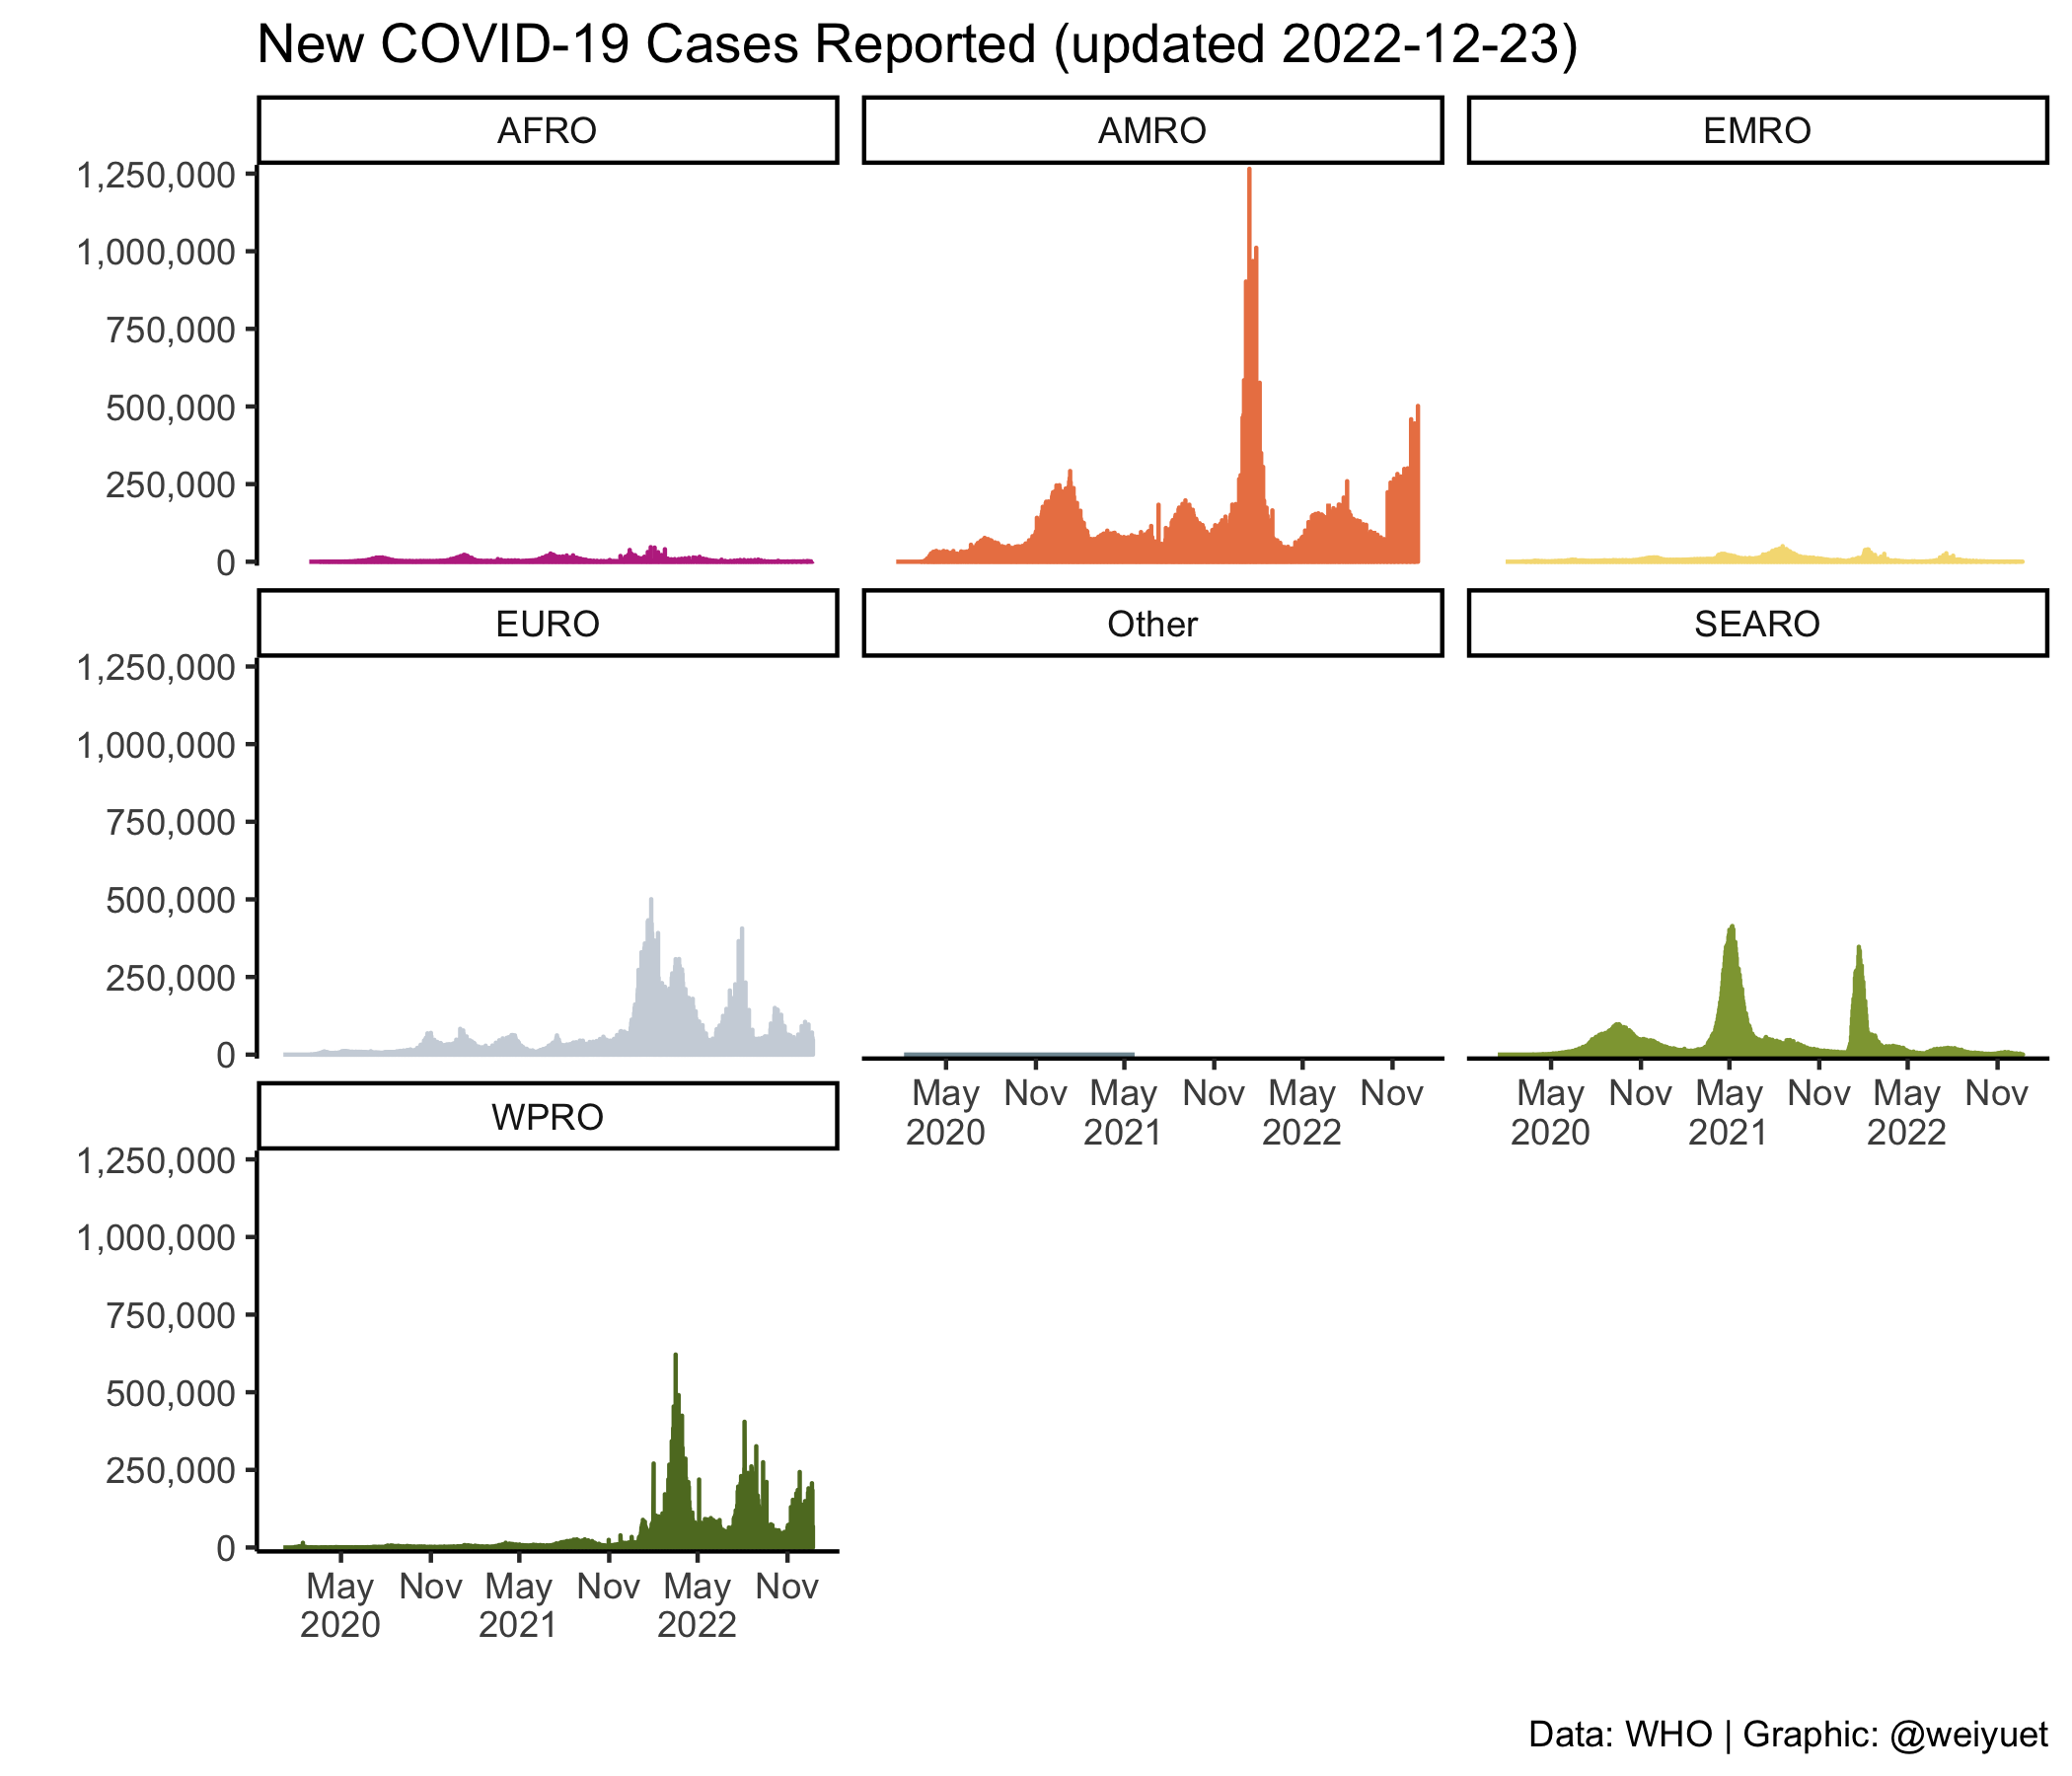 New COVID-19 Cases Reported (updated 2022-12-23)
AFRO
AMRO
EMRO
1,250,000
1,000,000
750,000
500,000
250,000
0
EURO
Other
SEARO
1,250,000
1,000,000
750,000
500,000
250,000
0
May Nov May Nov May Nov
2020 2021 2022
May Nov May Nov May Nov
2020 2021 2022
WPRO
1,250,000
1,000,000
750,000
500,000
250,000
0
May Nov May Nov May Nov
2020 2021 2022
Data: WHO | Graphic: @weiyuet